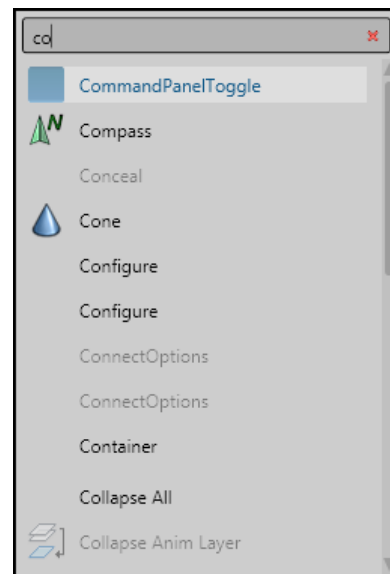 co
CommandPanelToggle
N
Compass
Conceal
Cone
Configure
Configure
ConnectOptions
ConnectOptions
Container
Collapse All
Collapse Anim Layer